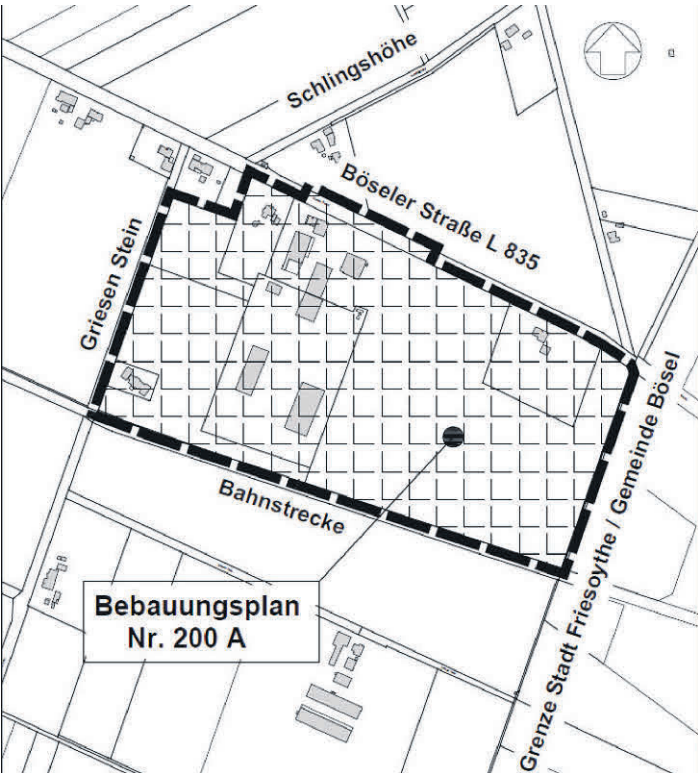 Schlingshöhe
Böseler Straße L 835
Griesen Stein
Grenze Stadt Friesoythe / Gemeinde Bösel
Bahnstrecke
Bebauungsplan
Nr. 200 A